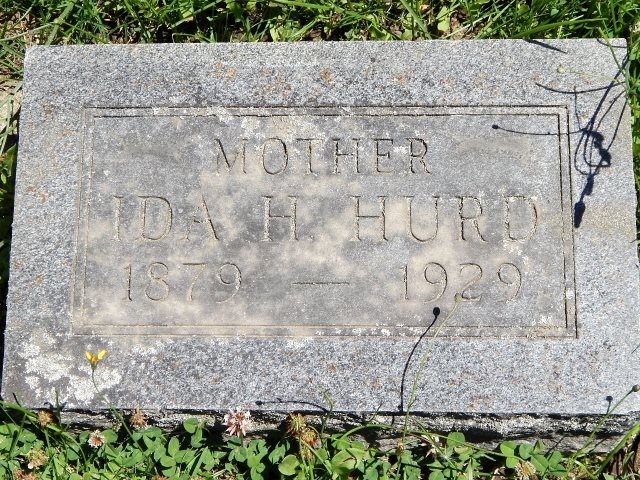 MOTHER
IDA H. HURD
1879 — 1929